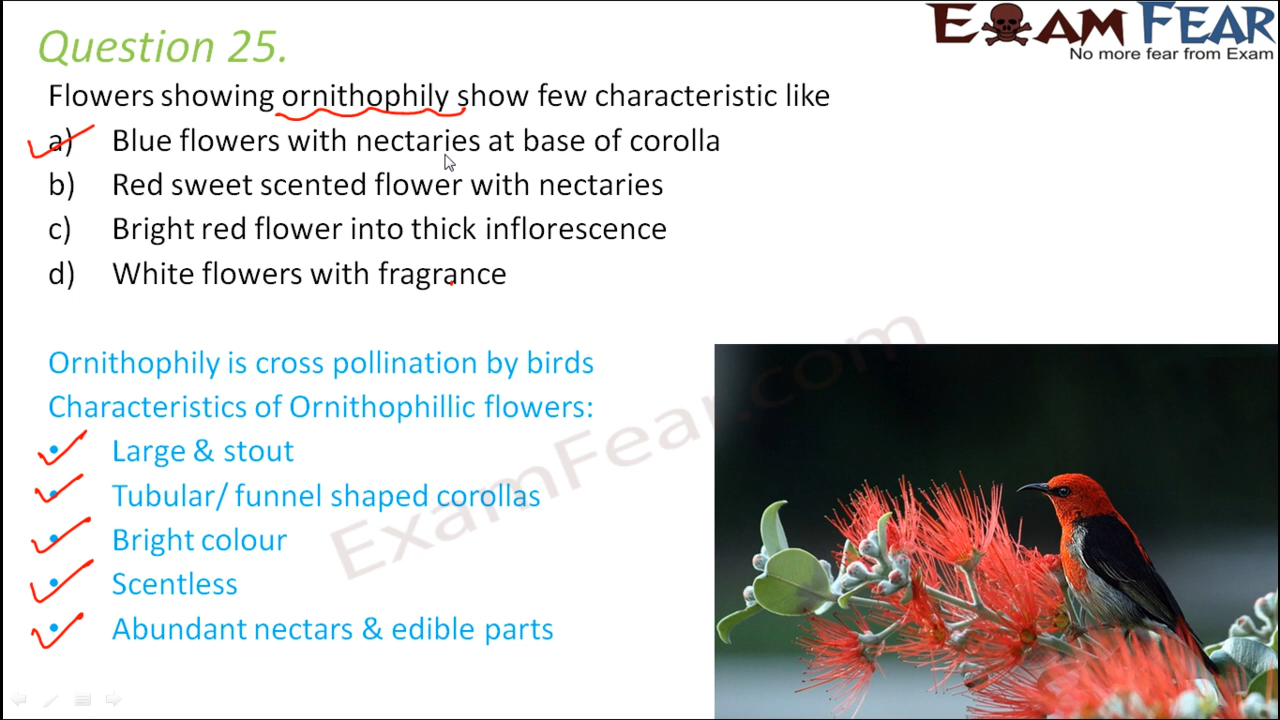 EXAM FEAR
No more fear from Exam
Question 25.
Flowers showing ornithophily show few characteristic like
a) Blue flowers with nectaries at base of corolla
b) Red sweet scented flower with nectaries
c) Bright red flower into thick inflorescence
d) White flowers with fragrance
Ornithophily is cross pollination by birds
Characteristics of Ornithophillic flowers:
• Large & stout
• Tubular/ funnel shaped corollas
• Bright colour
• Scentless
• Abundant nectars & edible parts
ExamFear.com